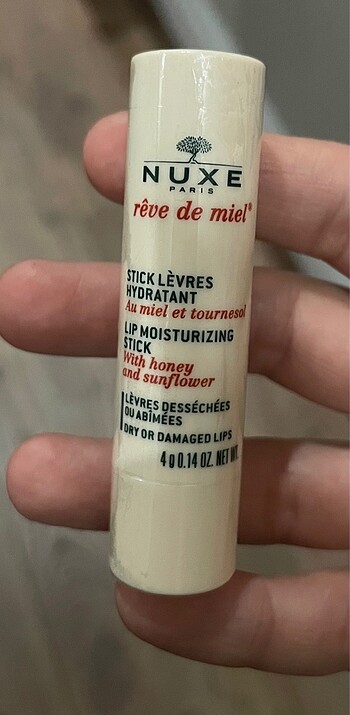 NUXE
PARIS
rêve de miel®
STICK LÈVRES
HYDRATANT
Au miel et tournesol
LIP MOISTURIZING
STICK
With honey
and sunflower
LÈVRES DESSÉCHÉES
OU ABÎMÉES
DRY OR DAMAGED LIPS
4 g 0.14 OZ. NET WT.